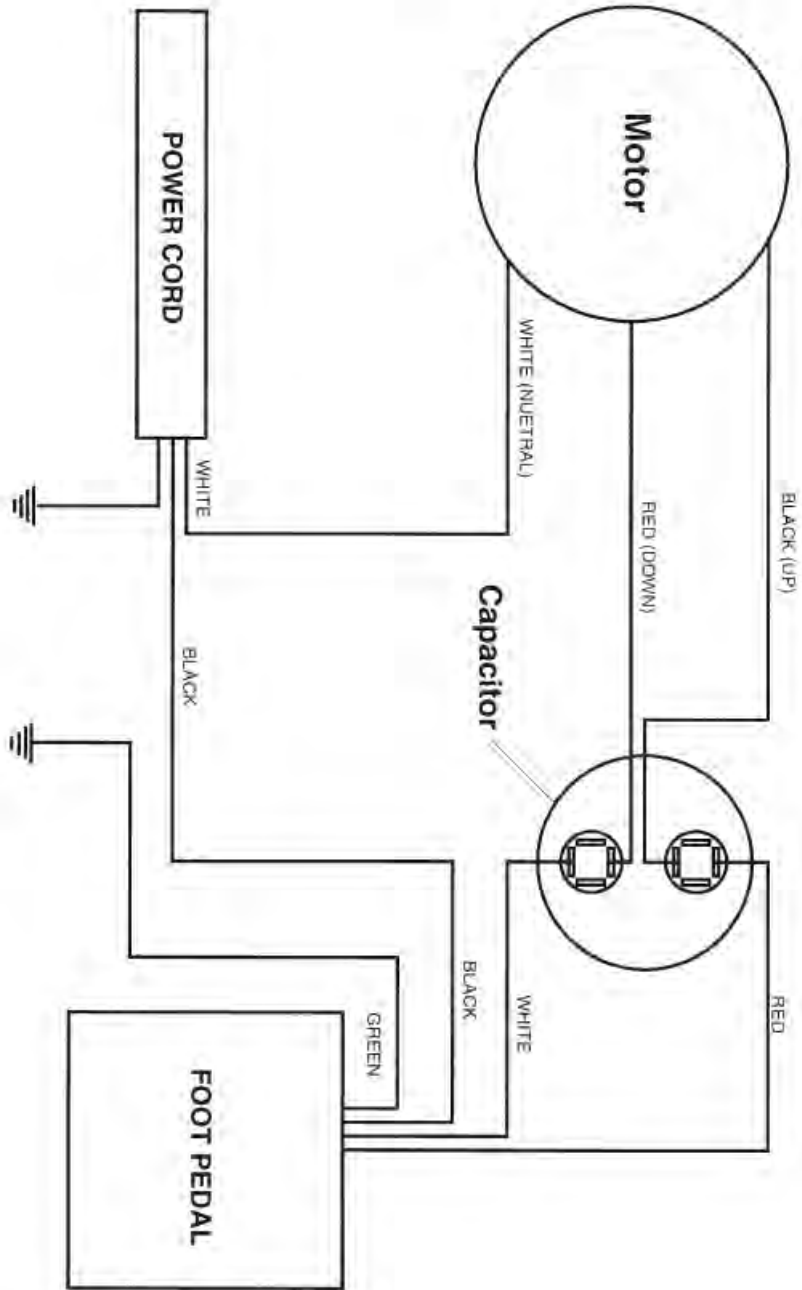 Motor
BLACK (UP)
RED (DOWN)
WHITE (NUETRAL)
Capacitor
POWER CORD
WHITE
BLACK
RED
WHITE
BLACK
GREEN
FOOT PEDAL